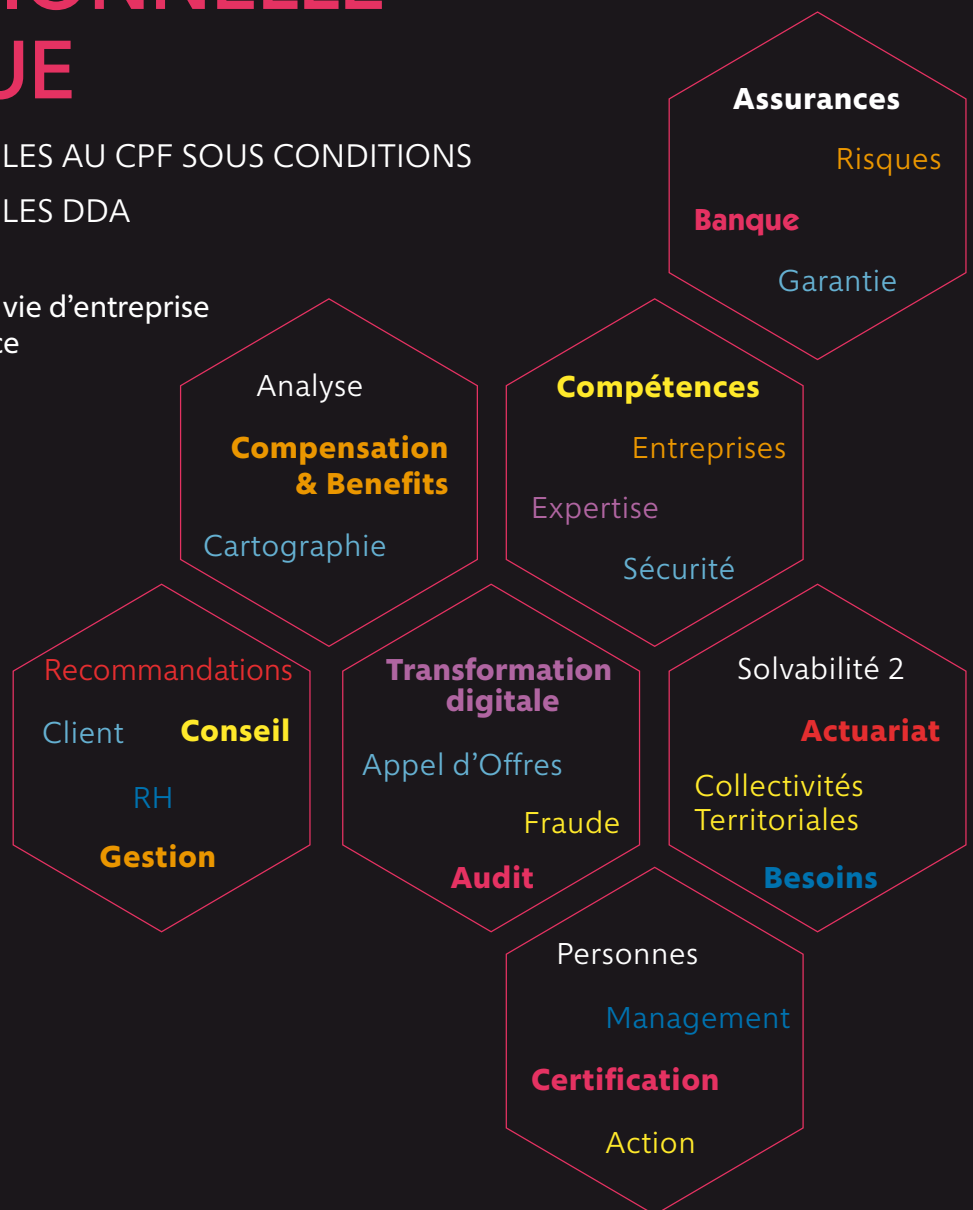 IONNELLE
UE
LES AU CPF SOUS CONDITIONS
LES DDA
vie d'entreprise
ce
Assurances
Risques
Banque
Garantie
Analyse
Compensation
& Benefits
Cartographie
Compétences
Entreprises
Expertise
Sécurité
Recommandations
Client Conseil
RH
Gestion
Transformation
digitale
Appel d'Offres
Fraude
Audit
Solvabilité 2
Actuariat
Collectivités
Territoriales
Besoins
Personnes
Management
Certification
Action